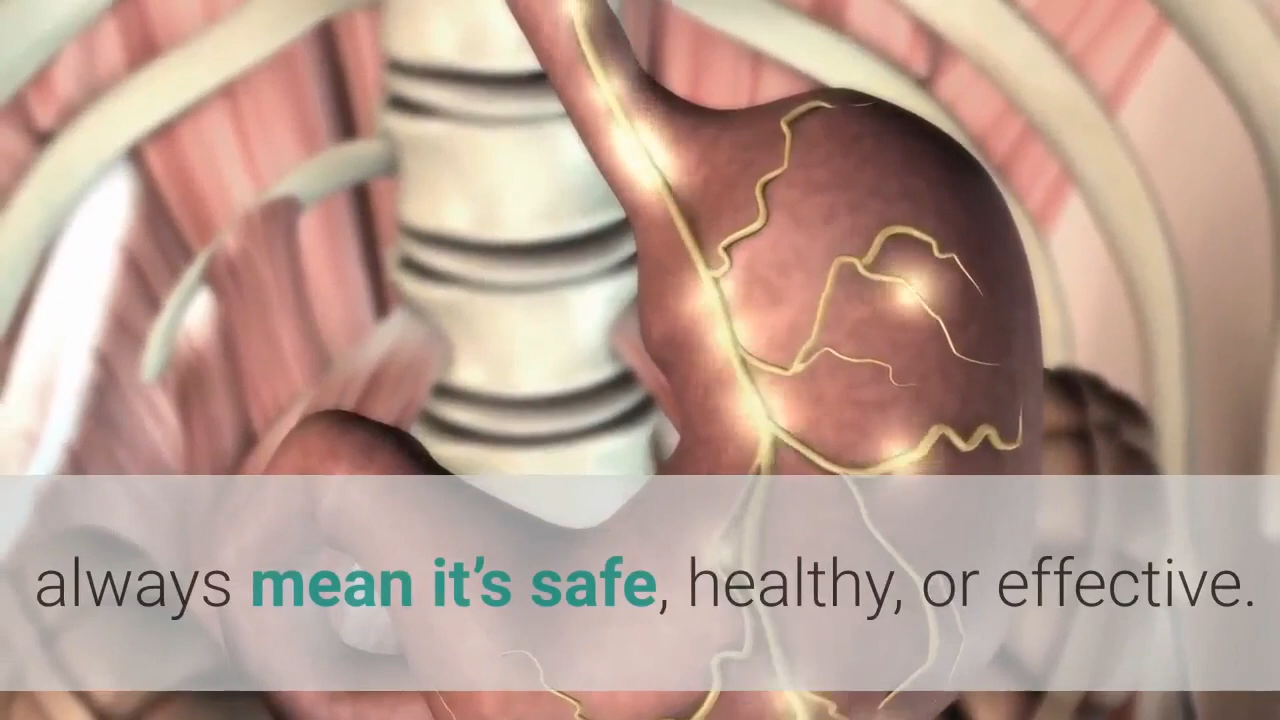 always mean it’s safe, healthy, or effective.